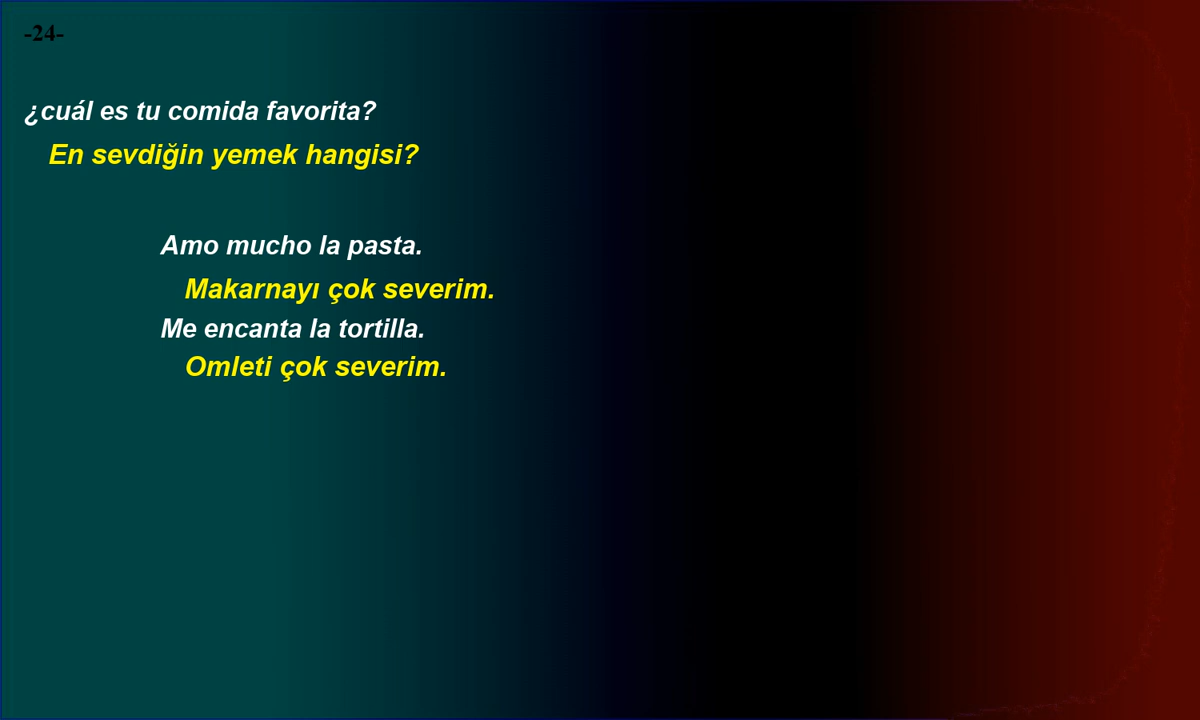 -24-
¿cuál es tu comida favorita?
En sevdiğin yemek hangisi?
Amo mucho la pasta.
Makarnayı çok severim.
Me encanta la tortilla.
Omleti çok severim.